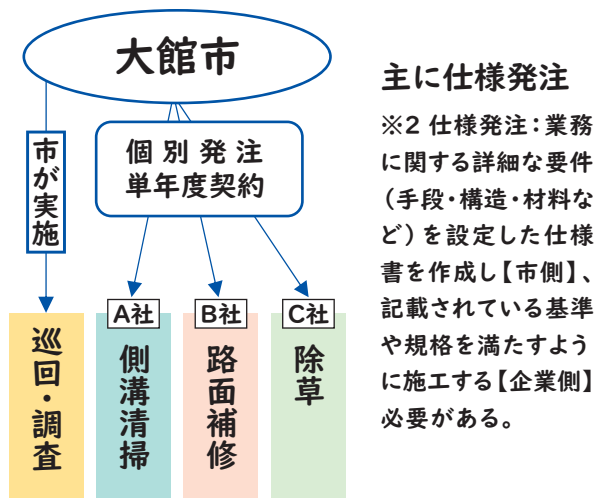 大館市
市が実施
個別発注
単年度契約
巡回・調査
A社
側溝清掃
B社
路面補修
C社
除草
主に仕様発注
※2 仕様発注：業務
に関する詳細な要件
（手段・構造・材料な
ど）を設定した仕様
書を作成し【市側】、
記載されている基準
や規格を満たすよう
に施工する【企業側】
必要がある。